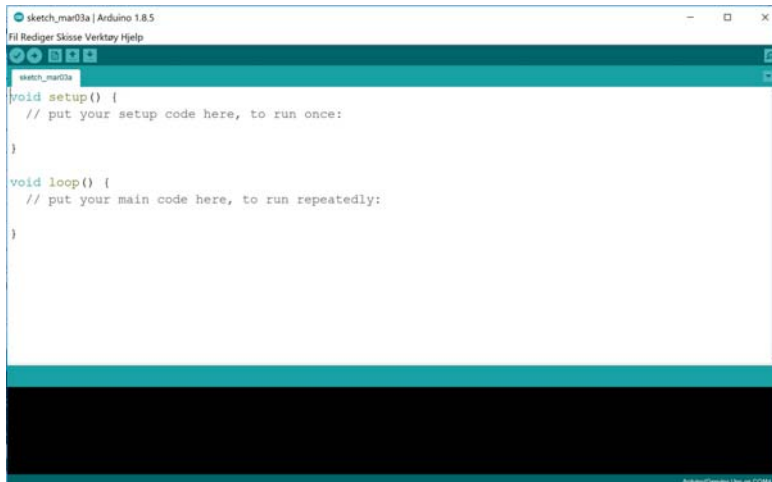 sketch_mar03a | Arduino 1.8.5
Fil Rediger Skisse Verktøy Hjelp
sketch_mar03a
void setup() {
// put your setup code here, to run once:
}
void loop() {
// put your main code here, to run repeatedly:
}